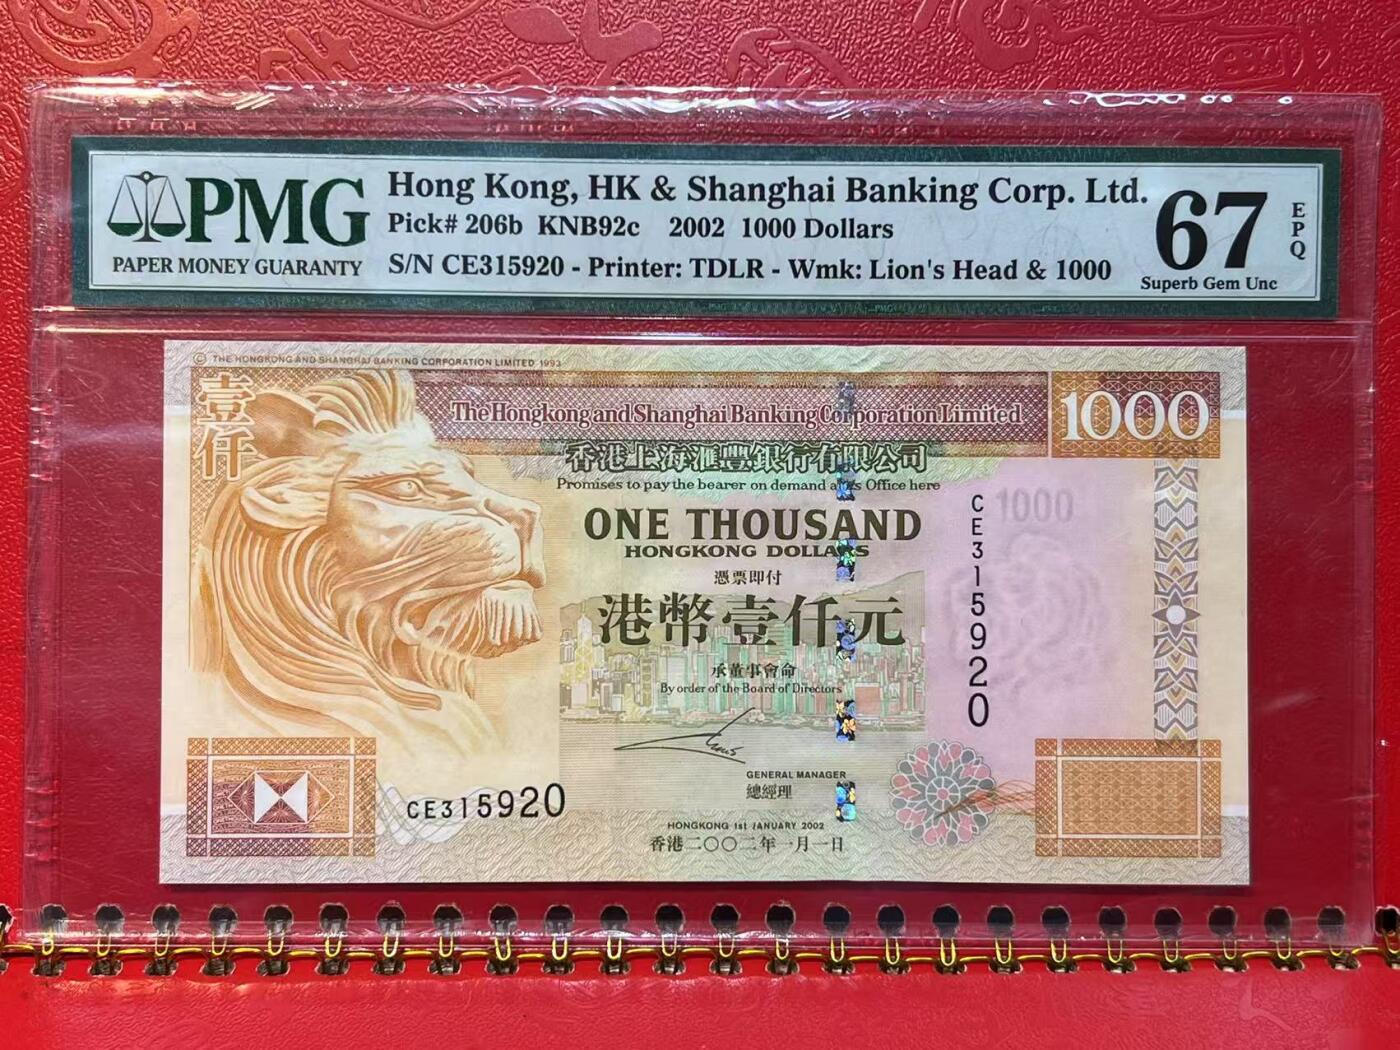 PMG
PAPER MONEY GUARANTY
Hong Kong, HK & Shanghai Banking Corp. Ltd.
Pick# 206b KNB92c 2002 1000 Dollars
S/N CE315920 - Printer: TDLR - Wmk: Lion's Head & 1000
67
EPQ
Superb Gem Unc
© THE HONGKONG AND SHANGHAI BANKING CORPORATION LIMITED 1993
壹仟
The Hongkong and Shanghai Banking Corporation Limited
1000
香港上海滙豐銀行有限公司
Promises to pay the bearer on demand at its Office here
ONE THOUSAND
HONGKONG DOLLARS
憑票即付
港幣壹仟元
承董事會命
By order of the Board of Directors
GENERAL MANAGER
總經理
HONGKONG 1st JANUARY 2002
香港二〇〇二年一月一日
CE315920
1000
CE315920